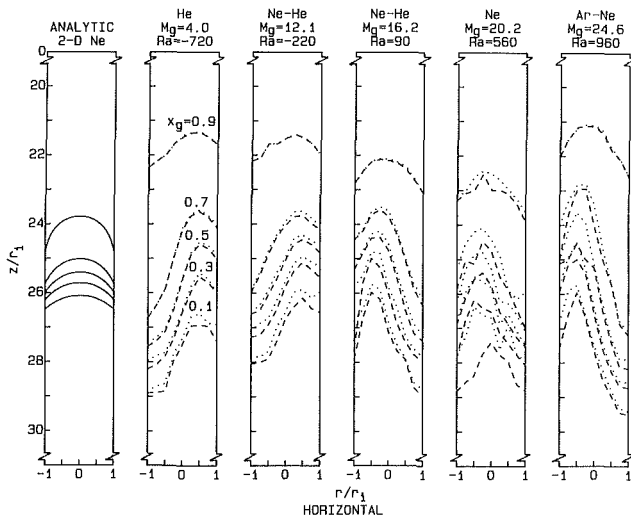 ANALYTIC
2-D Ne
He
Mg=4.0
Ra=-720
Ne-He
Mg=12.1
Ra=-220
Ne-He
Mg=16.2
Ra=90
Ne
Mg=20.2
Ra=560
Ar-Ne
Mg=24.6
Ra=960
0
20
22
24
26
28
30
z/ri
xg=0.9
0.7
0.5
0.3
0.1
-1 0 1
-1 0 1
-1 0 1
-1 0 1
-1 0 1
-1 0 1
r/ri
HORIZONTAL